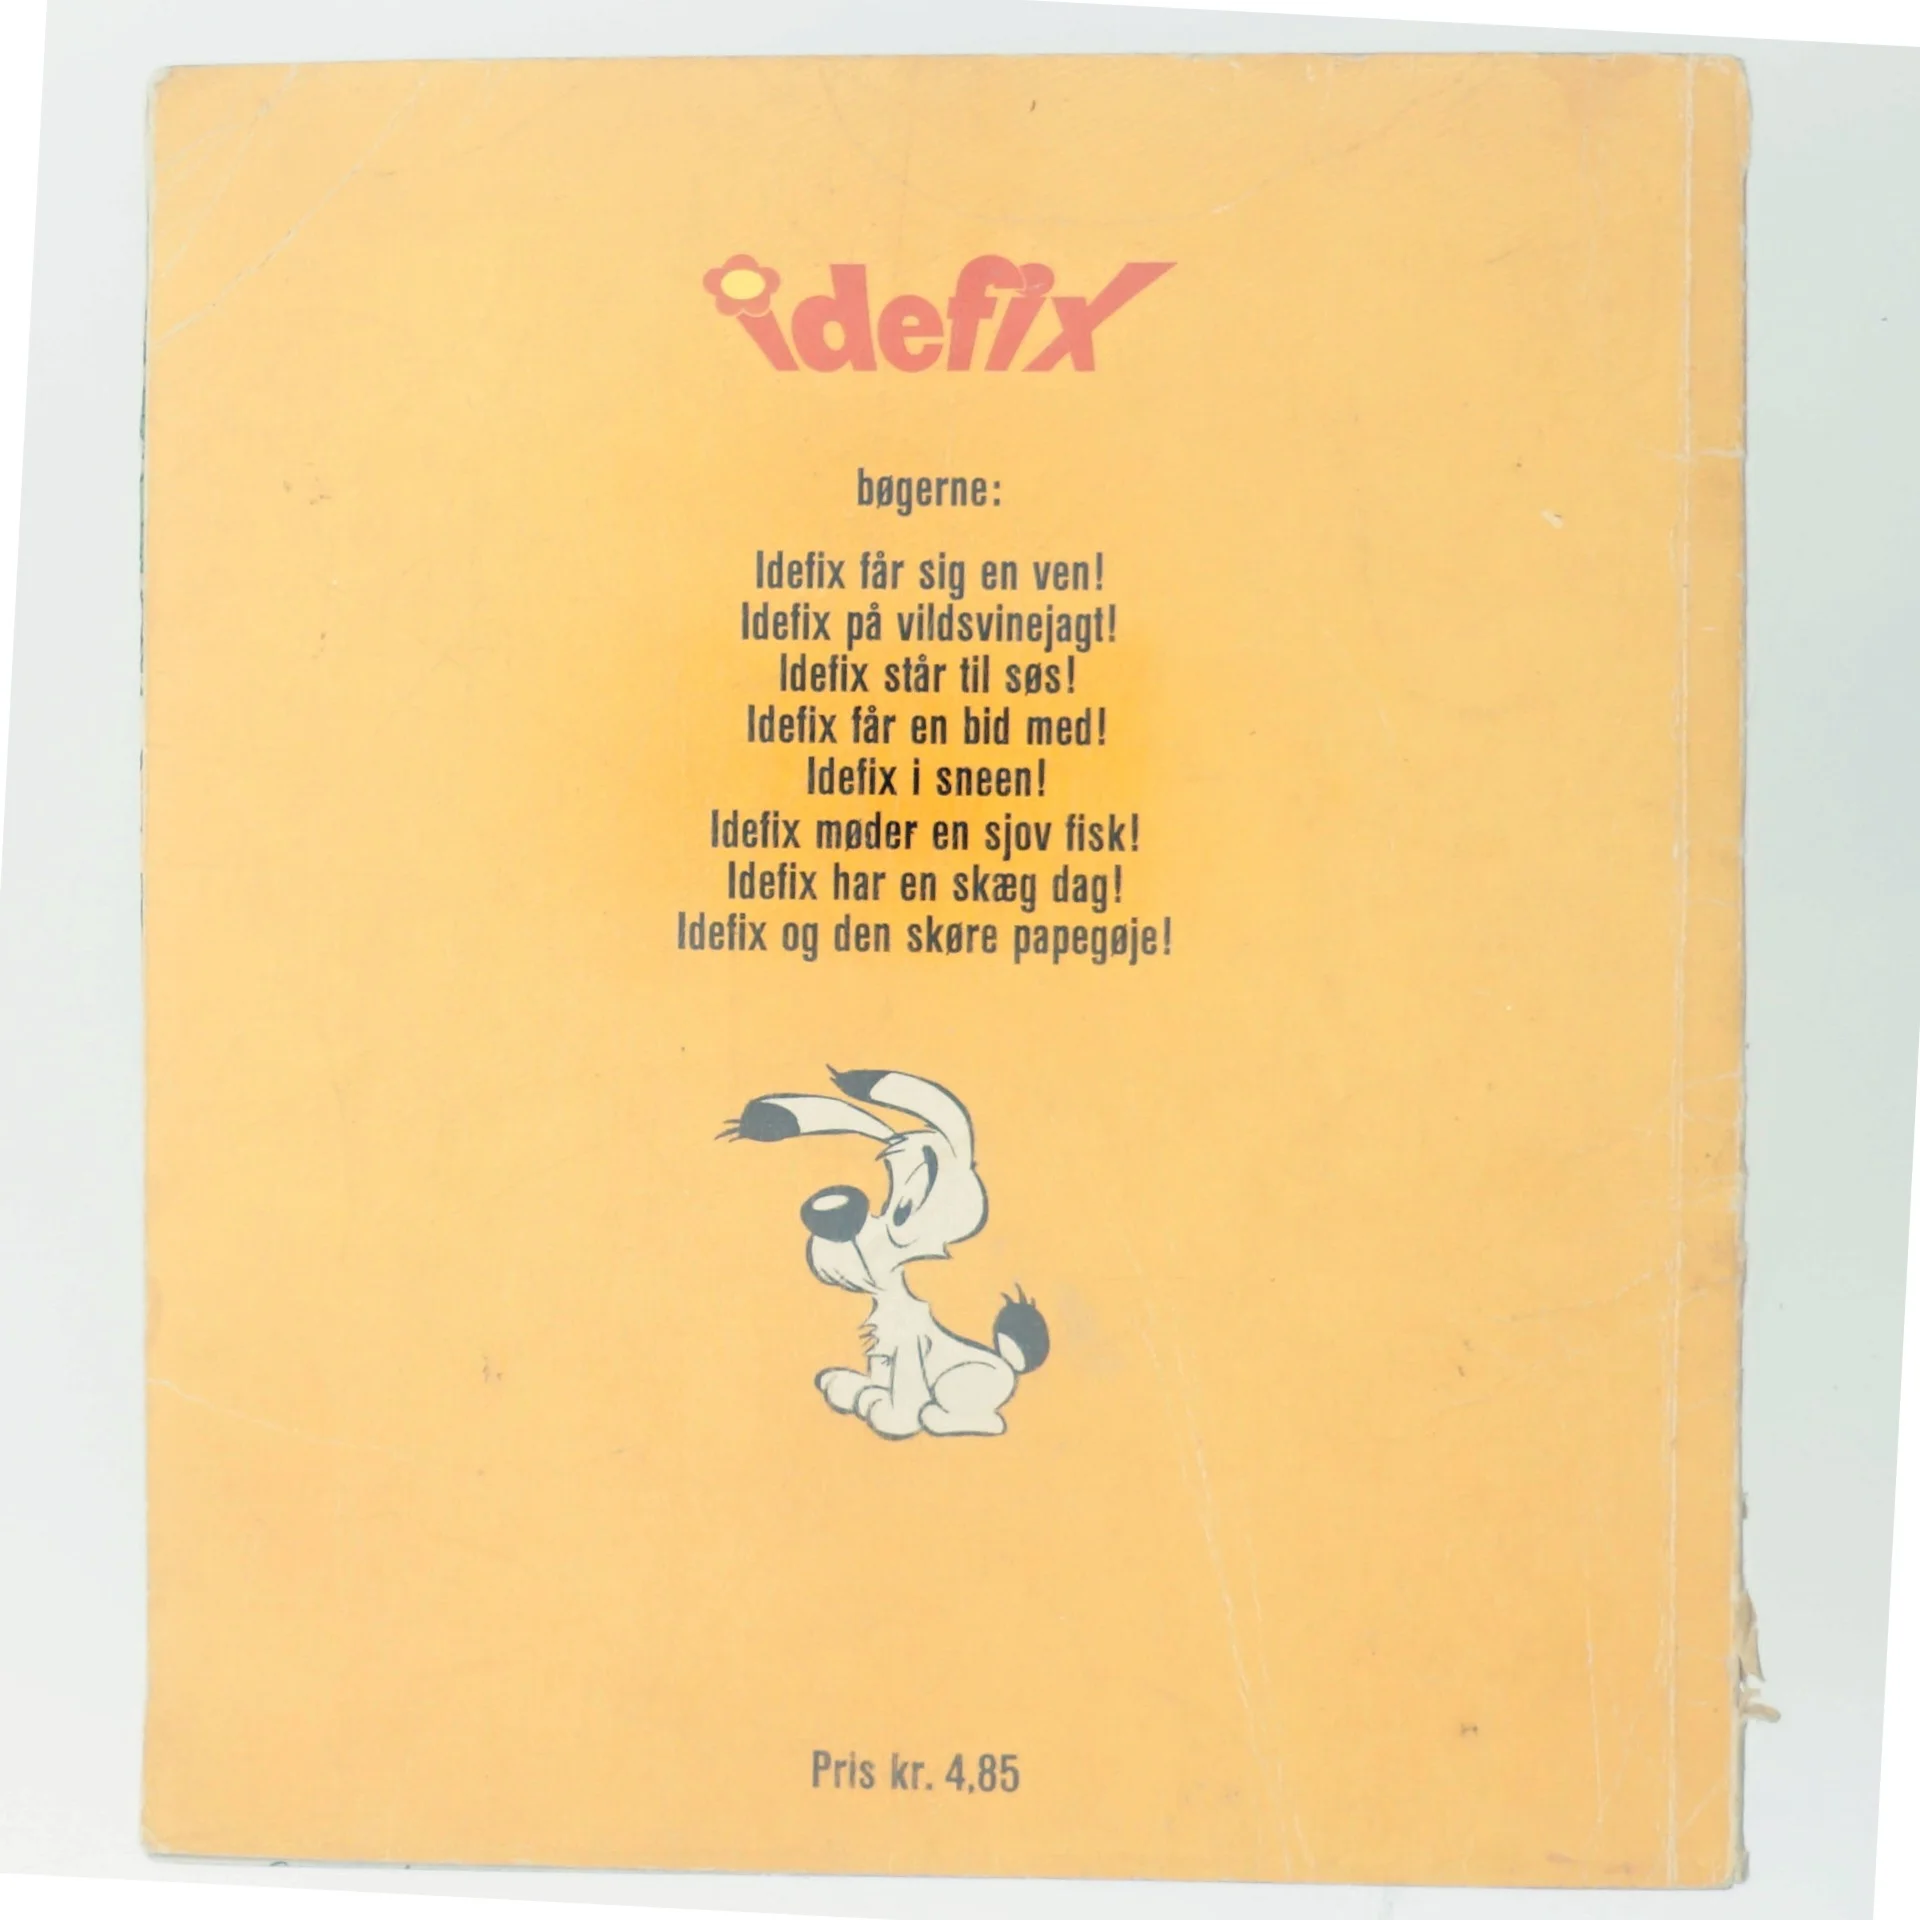 idefix
bøgerne:
Idefix får sig en ven!
Idefix på vildsvinejagt!
Idefix står til søs!
Idefix får en bid med!
Idefix i sneen!
Idefix møder en sjov fisk!
Idefix har en skæg dag!
Idefix og den skøre papegøje!
Pris kr. 4,85